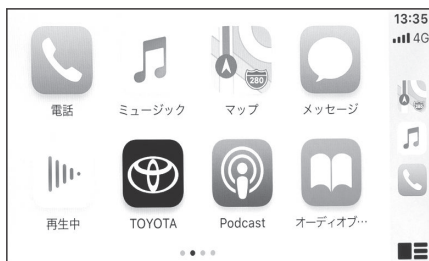 13:35
4G
280
電話
ミュージック
マップ
メッセージ
再生中
TOYOTA
Podcast
オーディオブ…